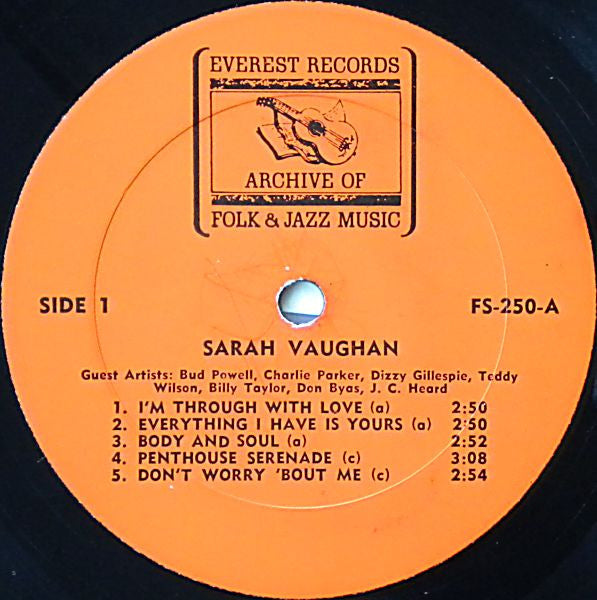 EVEREST RECORDS
ARCHIVE OF
FOLK & JAZZ MUSIC
SIDE 1 FS-250-A
SARAH VAUGHAN
Guest Artists: Bud Powell, Charlie Parker, Dizzy Gillespie, Teddy
Wilson, Billy Taylor, Don Byas, J. C. Heard
1. I'M THROUGH WITH LOVE (a) 2:50
2. EVERYTHING I HAVE IS YOURS (a) 2:50
3. BODY AND SOUL (a) 2:52
4. PENTHOUSE SERENADE (c) 3:08
5. DON'T WORRY 'BOUT ME (c) 2:54